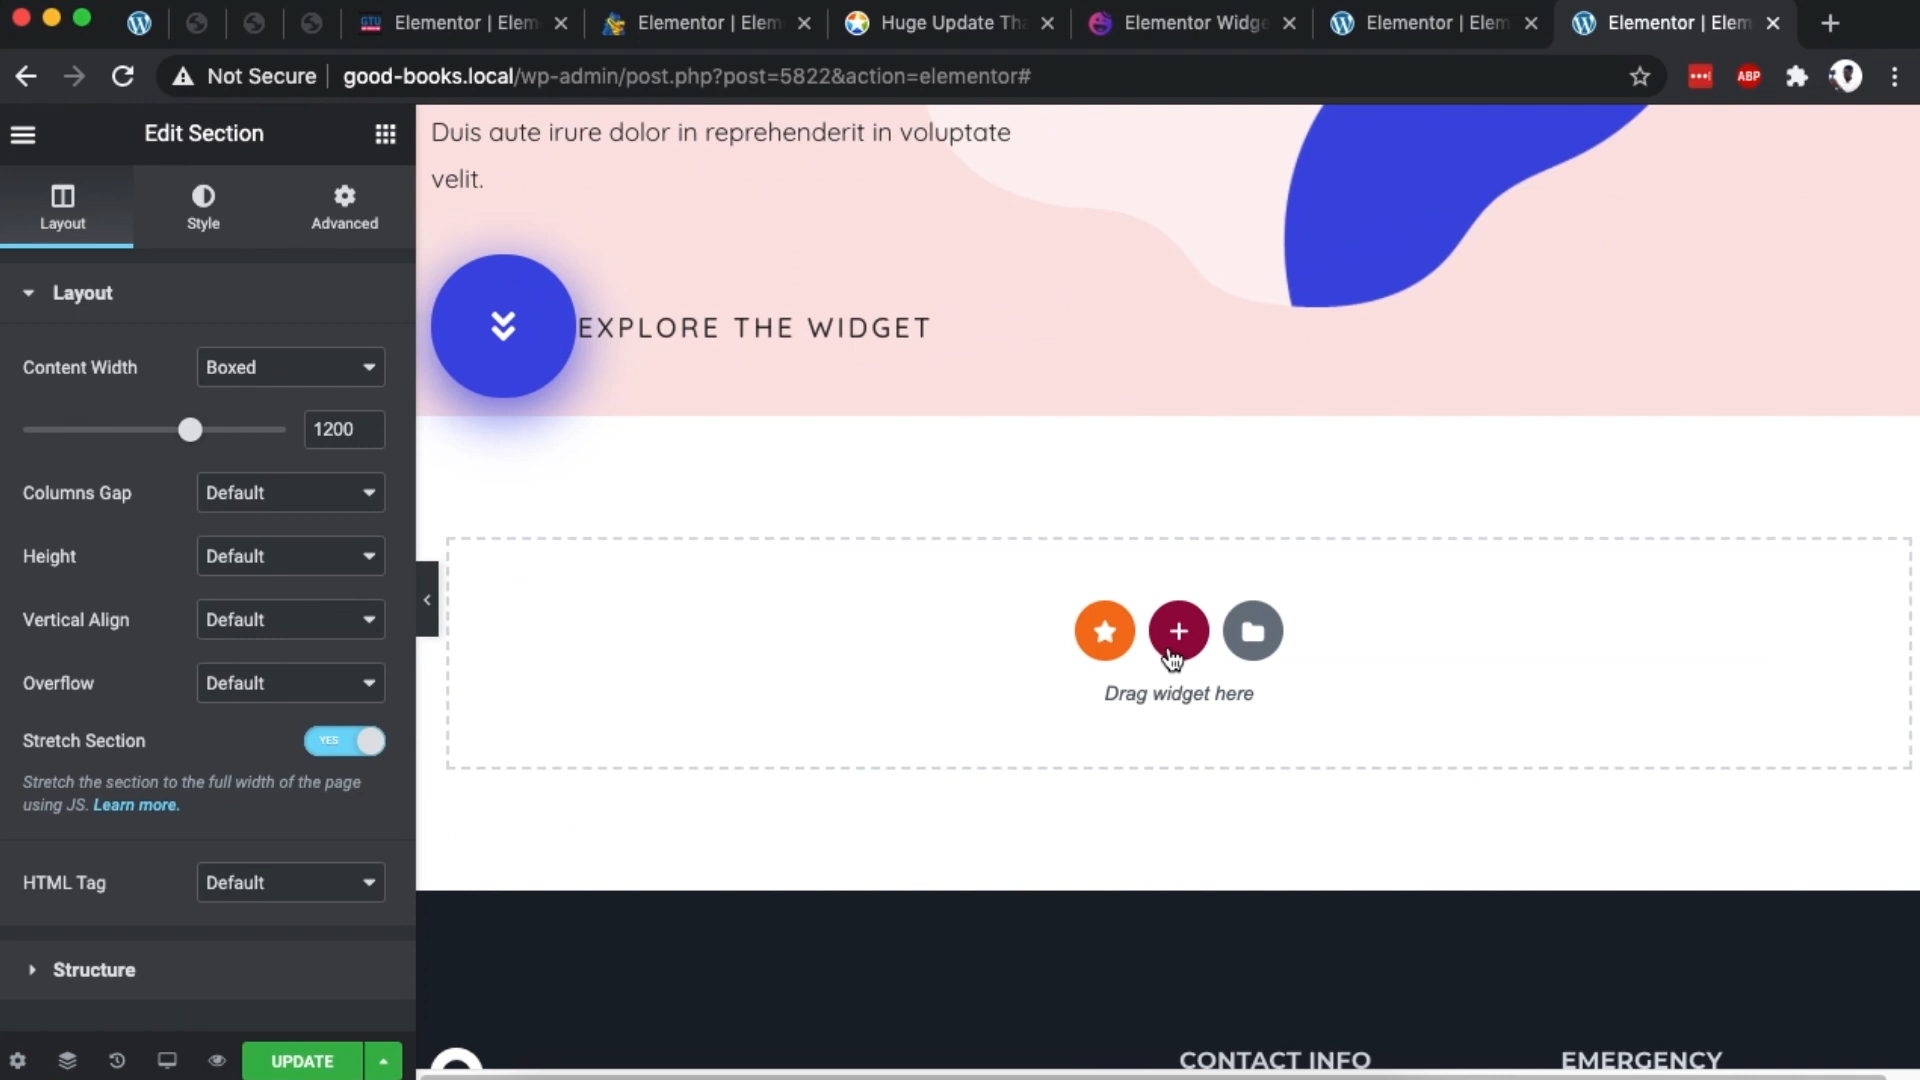 GTU
Elementor | Elem
Elementor | Elem
Huge Update Tha
Elementor Widge
Elementor | Elem
Elementor | Elem
Not Secure
good-books.local/wp-admin/post.php?post=5822&action=elementor#
ABP
Edit Section
Layout
Style
Advanced
Layout
Content Width
Boxed
1200
Columns Gap
Default
Height
Default
Vertical Align
Default
Overflow
Default
Stretch Section
YES
Stretch the section to the full width of the page
using JS. Learn more.
HTML Tag
Default
Structure
UPDATE
Duis aute irure dolor in reprehenderit in voluptate
velit.
EXPLORE THE WIDGET
Drag widget here
CONTACT INFO
EMERGENCY